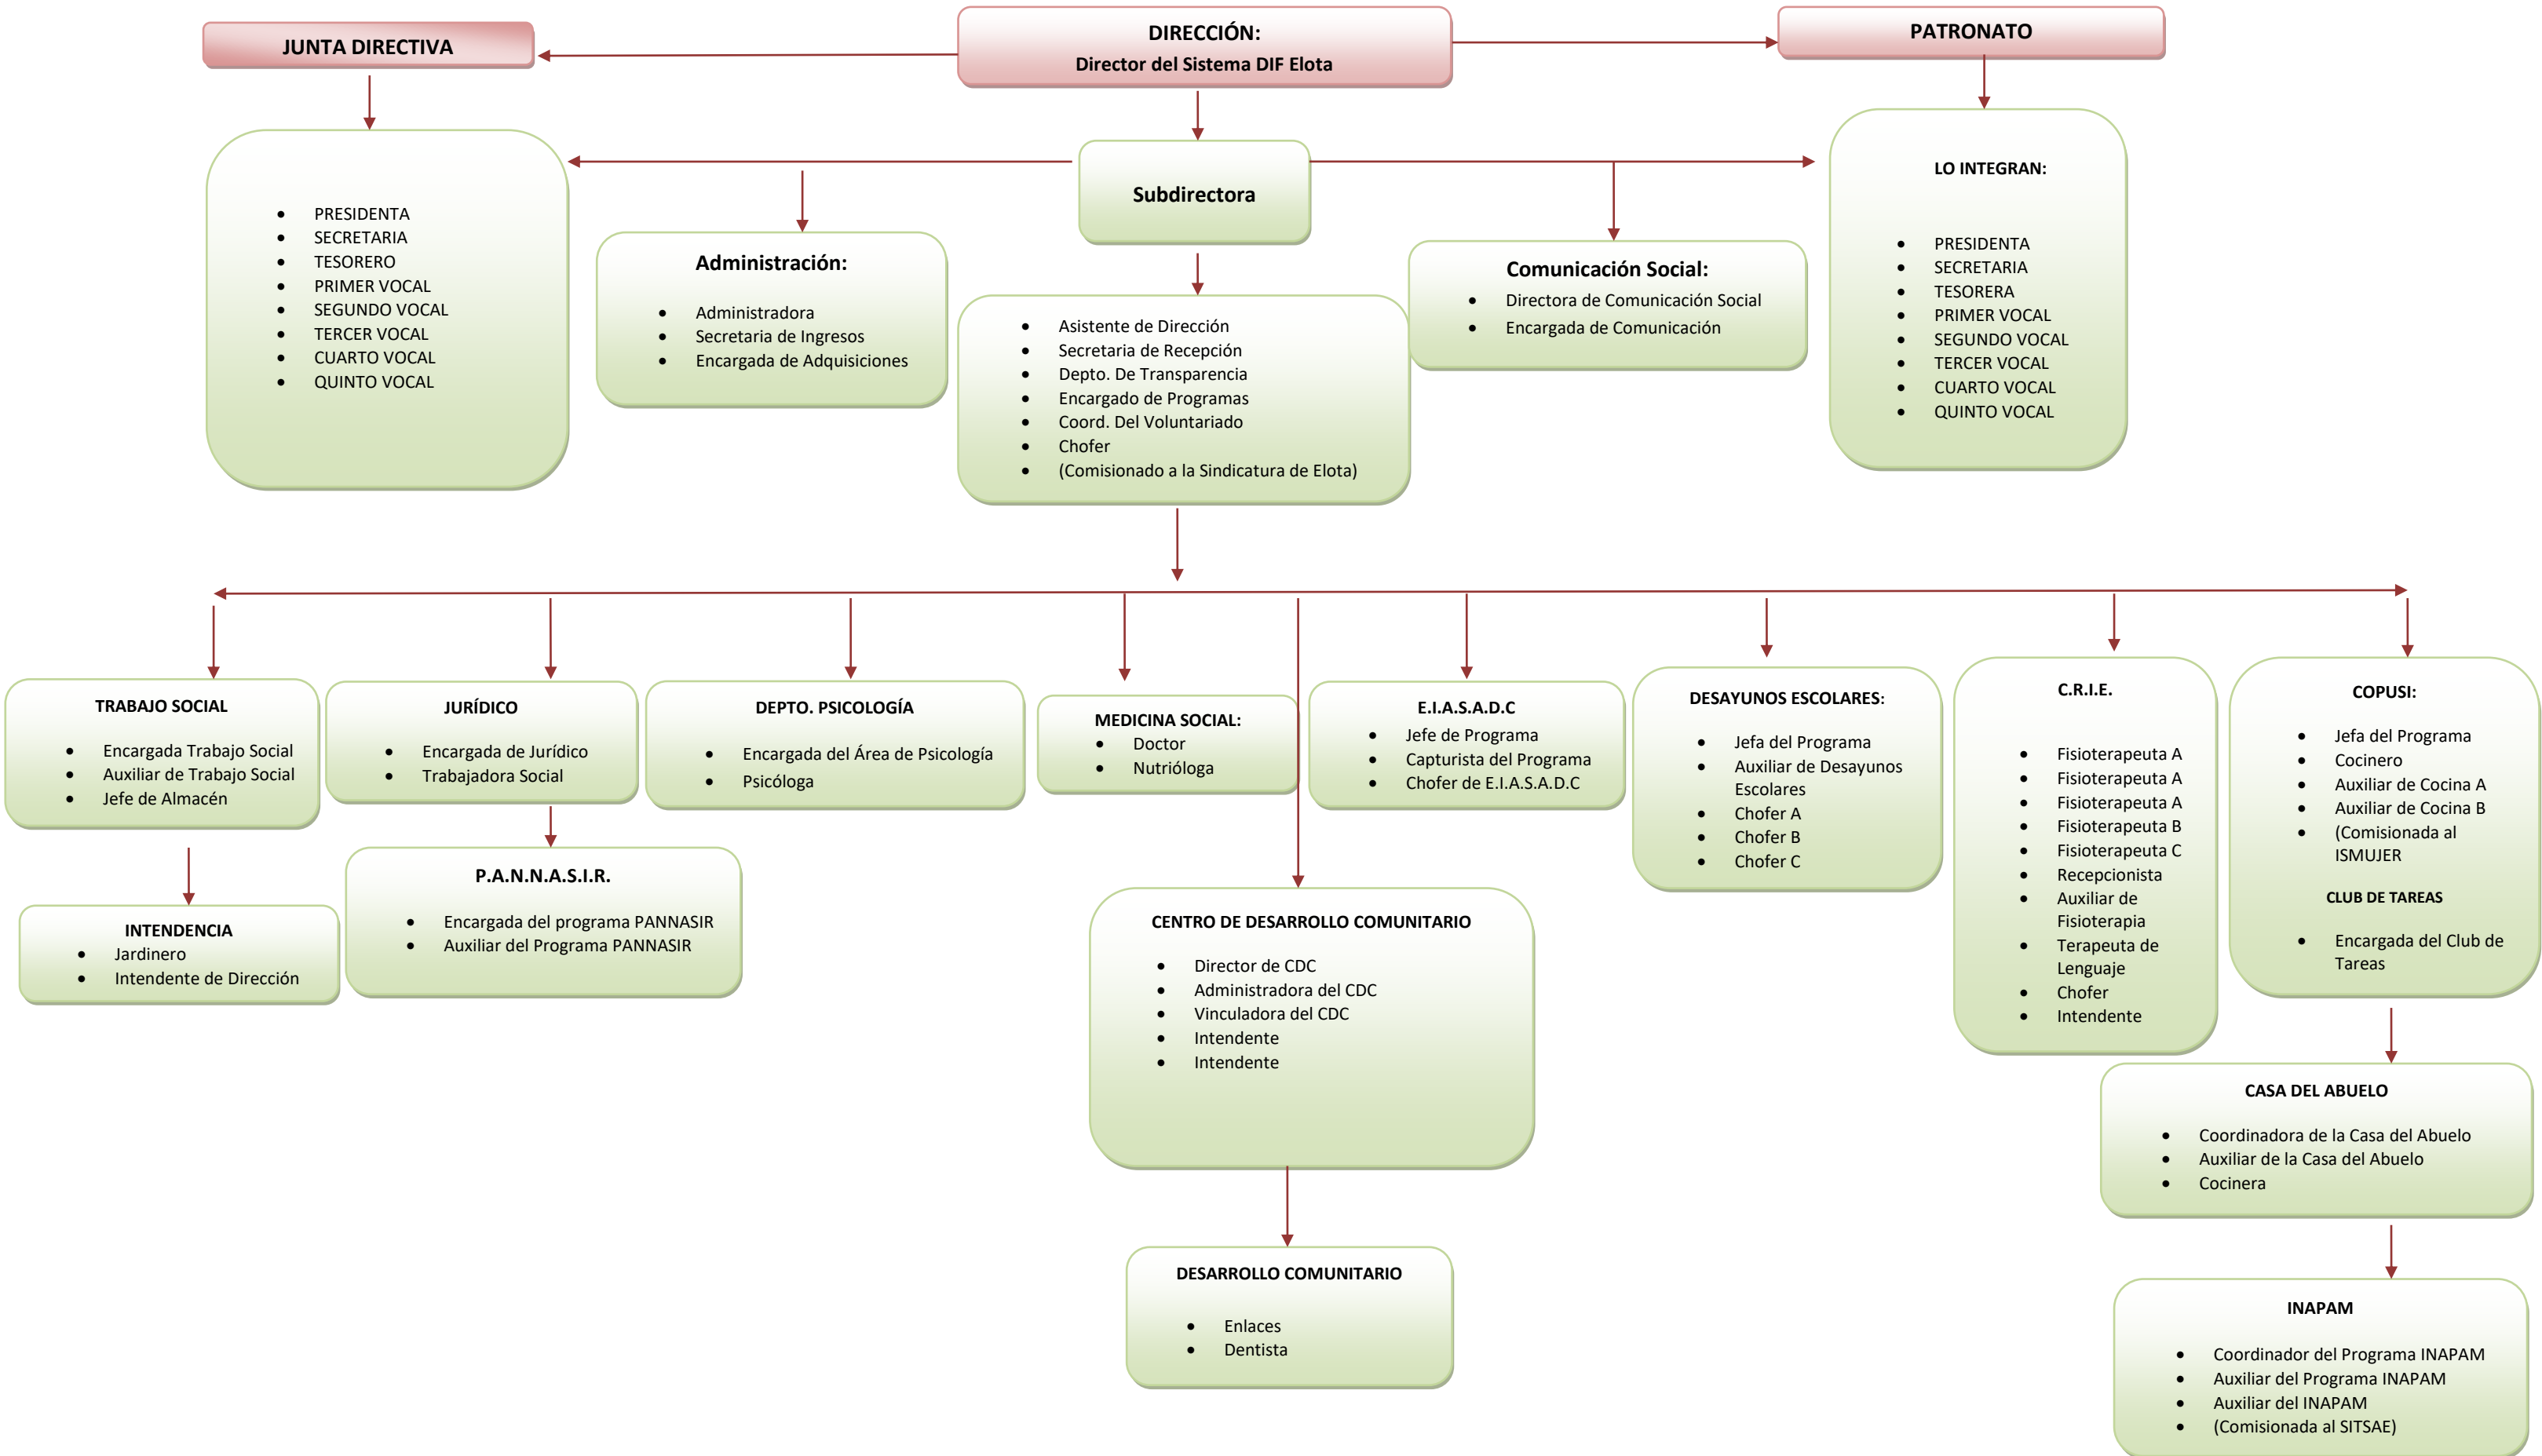 JUNTA DIRECTIVA
DIRECCIÓN:
Director del Sistema DIF Elota
PATRONATO
PRESIDENTA
SECRETARIA
TESORERO
PRIMER VOCAL
SEGUNDO VOCAL
TERCER VOCAL
CUARTO VOCAL
QUINTO VOCAL
Administración:
Administradora
Secretaria de Ingresos
Encargada de Adquisiciones
Subdirectora
Asistente de Dirección
Secretaria de Recepción
Depto. De Transparencia
Encargado de Programas
Coord. Del Voluntariado
Chofer
(Comisionado a la Sindicatura de Elota)
Comunicación Social:
Directora de Comunicación Social
Encargada de Comunicación
LO INTEGRAN:
PRESIDENTA
SECRETARIA
TESORERA
PRIMER VOCAL
SEGUNDO VOCAL
TERCER VOCAL
CUARTO VOCAL
QUINTO VOCAL
TRABAJO SOCIAL
Encargada Trabajo Social
Auxiliar de Trabajo Social
Jefe de Almacén
INTENDENCIA
Jardinero
Intendente de Dirección
JURÍDICO
Encargada de Jurídico
Trabajadora Social
P.A.N.N.A.S.I.R.
Encargada del programa PANNASIR
Auxiliar del Programa PANNASIR
DEPTO. PSICOLOGÍA
Encargada del Área de Psicología
Psicóloga
MEDICINA SOCIAL:
Doctor
Nutrióloga
CENTRO DE DESARROLLO COMUNITARIO
Director de CDC
Administradora del CDC
Vinculadora del CDC
Intendente
Intendente
DESARROLLO COMUNITARIO
Enlaces
Dentista
E.I.A.S.A.D.C
Jefe de Programa
Capturista del Programa
Chofer de E.I.A.S.A.D.C
DESAYUNOS ESCOLARES:
Jefa del Programa
Auxiliar de Desayunos
Escolares
Chofer A
Chofer B
Chofer C
C.R.I.E.
Fisioterapeuta A
Fisioterapeuta A
Fisioterapeuta A
Fisioterapeuta B
Fisioterapeuta C
Recepcionista
Auxiliar de
Fisioterapia
Terapeuta de
Lenguaje
Chofer
Intendente
COPUSI:
Jefa del Programa
Cocinero
Auxiliar de Cocina A
Auxiliar de Cocina B
(Comisionada al
ISMUJER
CLUB DE TAREAS
Encargada del Club de
Tareas
CASA DEL ABUELO
Coordinadora de la Casa del Abuelo
Auxiliar de la Casa del Abuelo
Cocinera
INAPAM
Coordinador del Programa INAPAM
Auxiliar del Programa INAPAM
Auxiliar del INAPAM
(Comisionada al SITSAE)